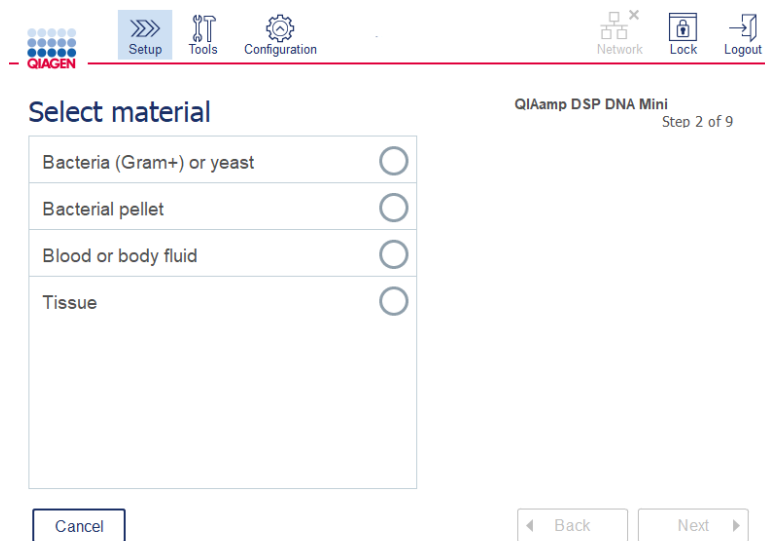 Setup Tools Configuration Network Lock Logout
QIAGEN
Select material
QIAamp DSP DNA Mini
Step 2 of 9
Bacteria (Gram+) or yeast
Bacterial pellet
Blood or body fluid
Tissue
Cancel Back Next